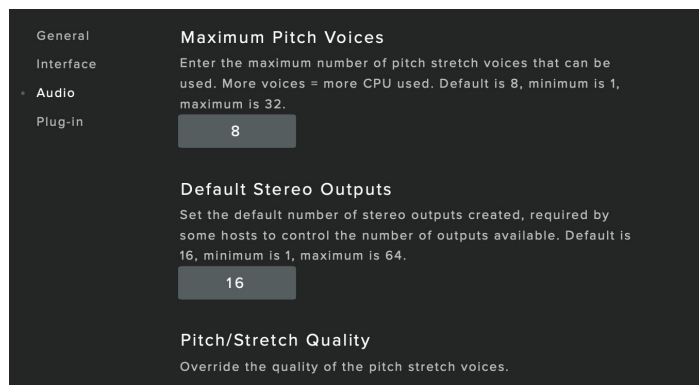 General
Interface
Audio
Plug-in
Maximum Pitch Voices
Enter the maximum number of pitch stretch voices that can be
used. More voices = more CPU used. Default is 8, minimum is 1,
maximum is 32.
8
Default Stereo Outputs
Set the default number of stereo outputs created, required by
some hosts to control the number of outputs available. Default is
16, minimum is 1, maximum is 64.
16
Pitch/Stretch Quality
Override the quality of the pitch stretch voices.